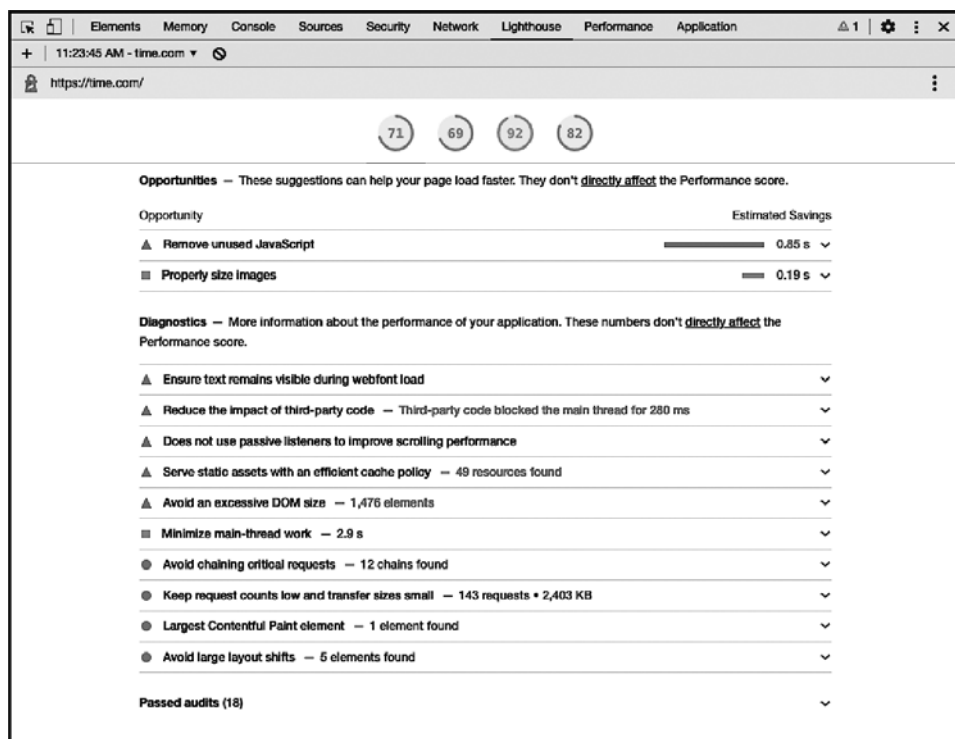 Elements Memory Console Sources Security Network Lighthouse Performance Application 1
+ 11:23:45 AM - time.com
https://time.com/
71 69 92 82
Opportunities — These suggestions can help your page load faster. They don't directly affect the Performance score.
Opportunity Estimated Savings
Remove unused JavaScript 0.85 s
Properly size images 0.19 s
Diagnostics — More information about the performance of your application. These numbers don't directly affect the
Performance score.
Ensure text remains visible during webfont load
Reduce the impact of third-party code — Third-party code blocked the main thread for 280 ms
Does not use passive listeners to improve scrolling performance
Serve static assets with an efficient cache policy — 49 resources found
Avoid an excessive DOM size — 1,476 elements
Minimize main-thread work — 2.9 s
Avoid chaining critical requests — 12 chains found
Keep request counts low and transfer sizes small — 143 requests • 2,403 KB
Largest Contentful Paint element — 1 element found
Avoid large layout shifts — 5 elements found
Passed audits (18)